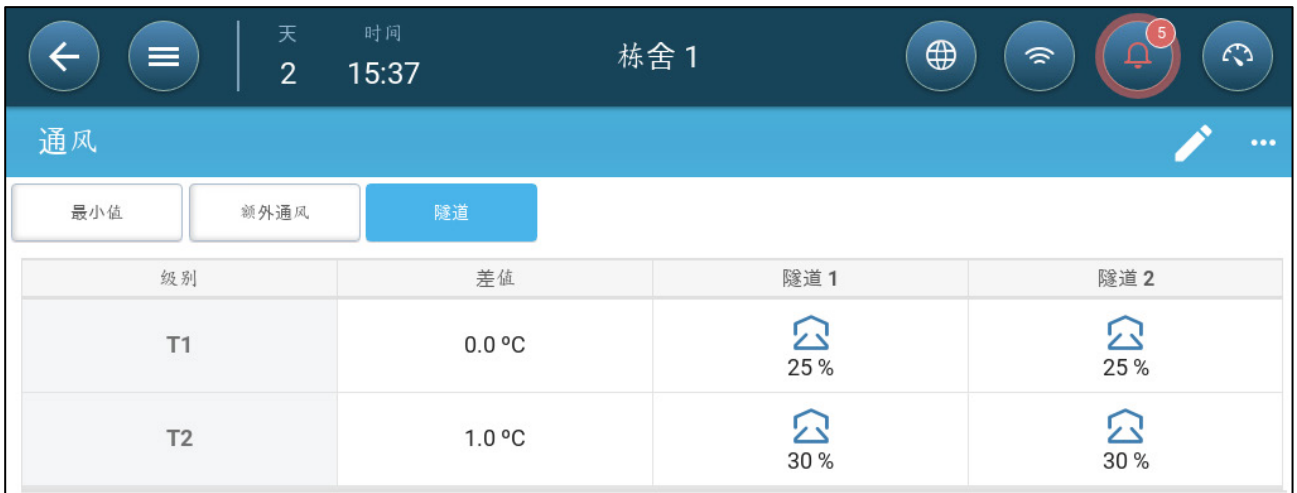 天 时间
2 15:37
栋舍 1
5
通风
最小值 额外通风 隧道
级别 差值 隧道 1 隧道 2
T1 0.0 ºC 25 % 25 %
T2 1.0 ºC 30 % 30 %